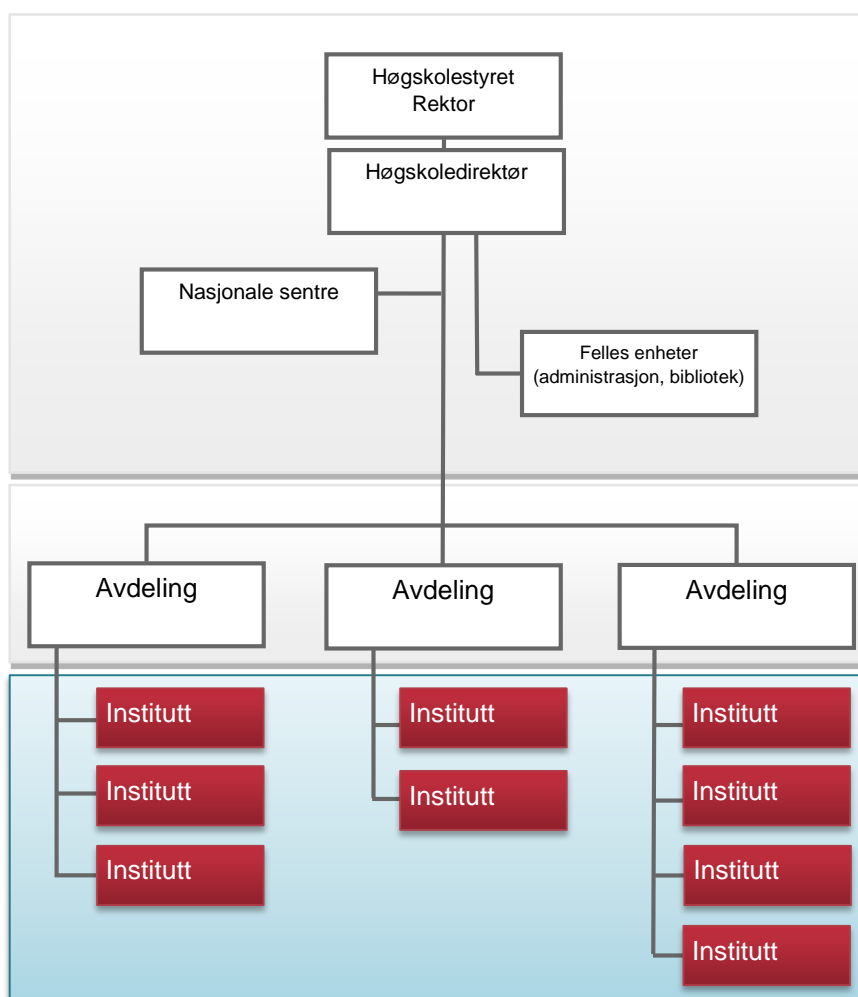 Høgskolestyret
Rektor
Høgskoledirektør
Nasjonale sentre
Felles enheter
(administrasjon, bibliotek)
Avdeling
Avdeling
Avdeling
Institutt
Institutt
Institutt
Institutt
Institutt
Institutt
Institutt
Institutt
Institutt